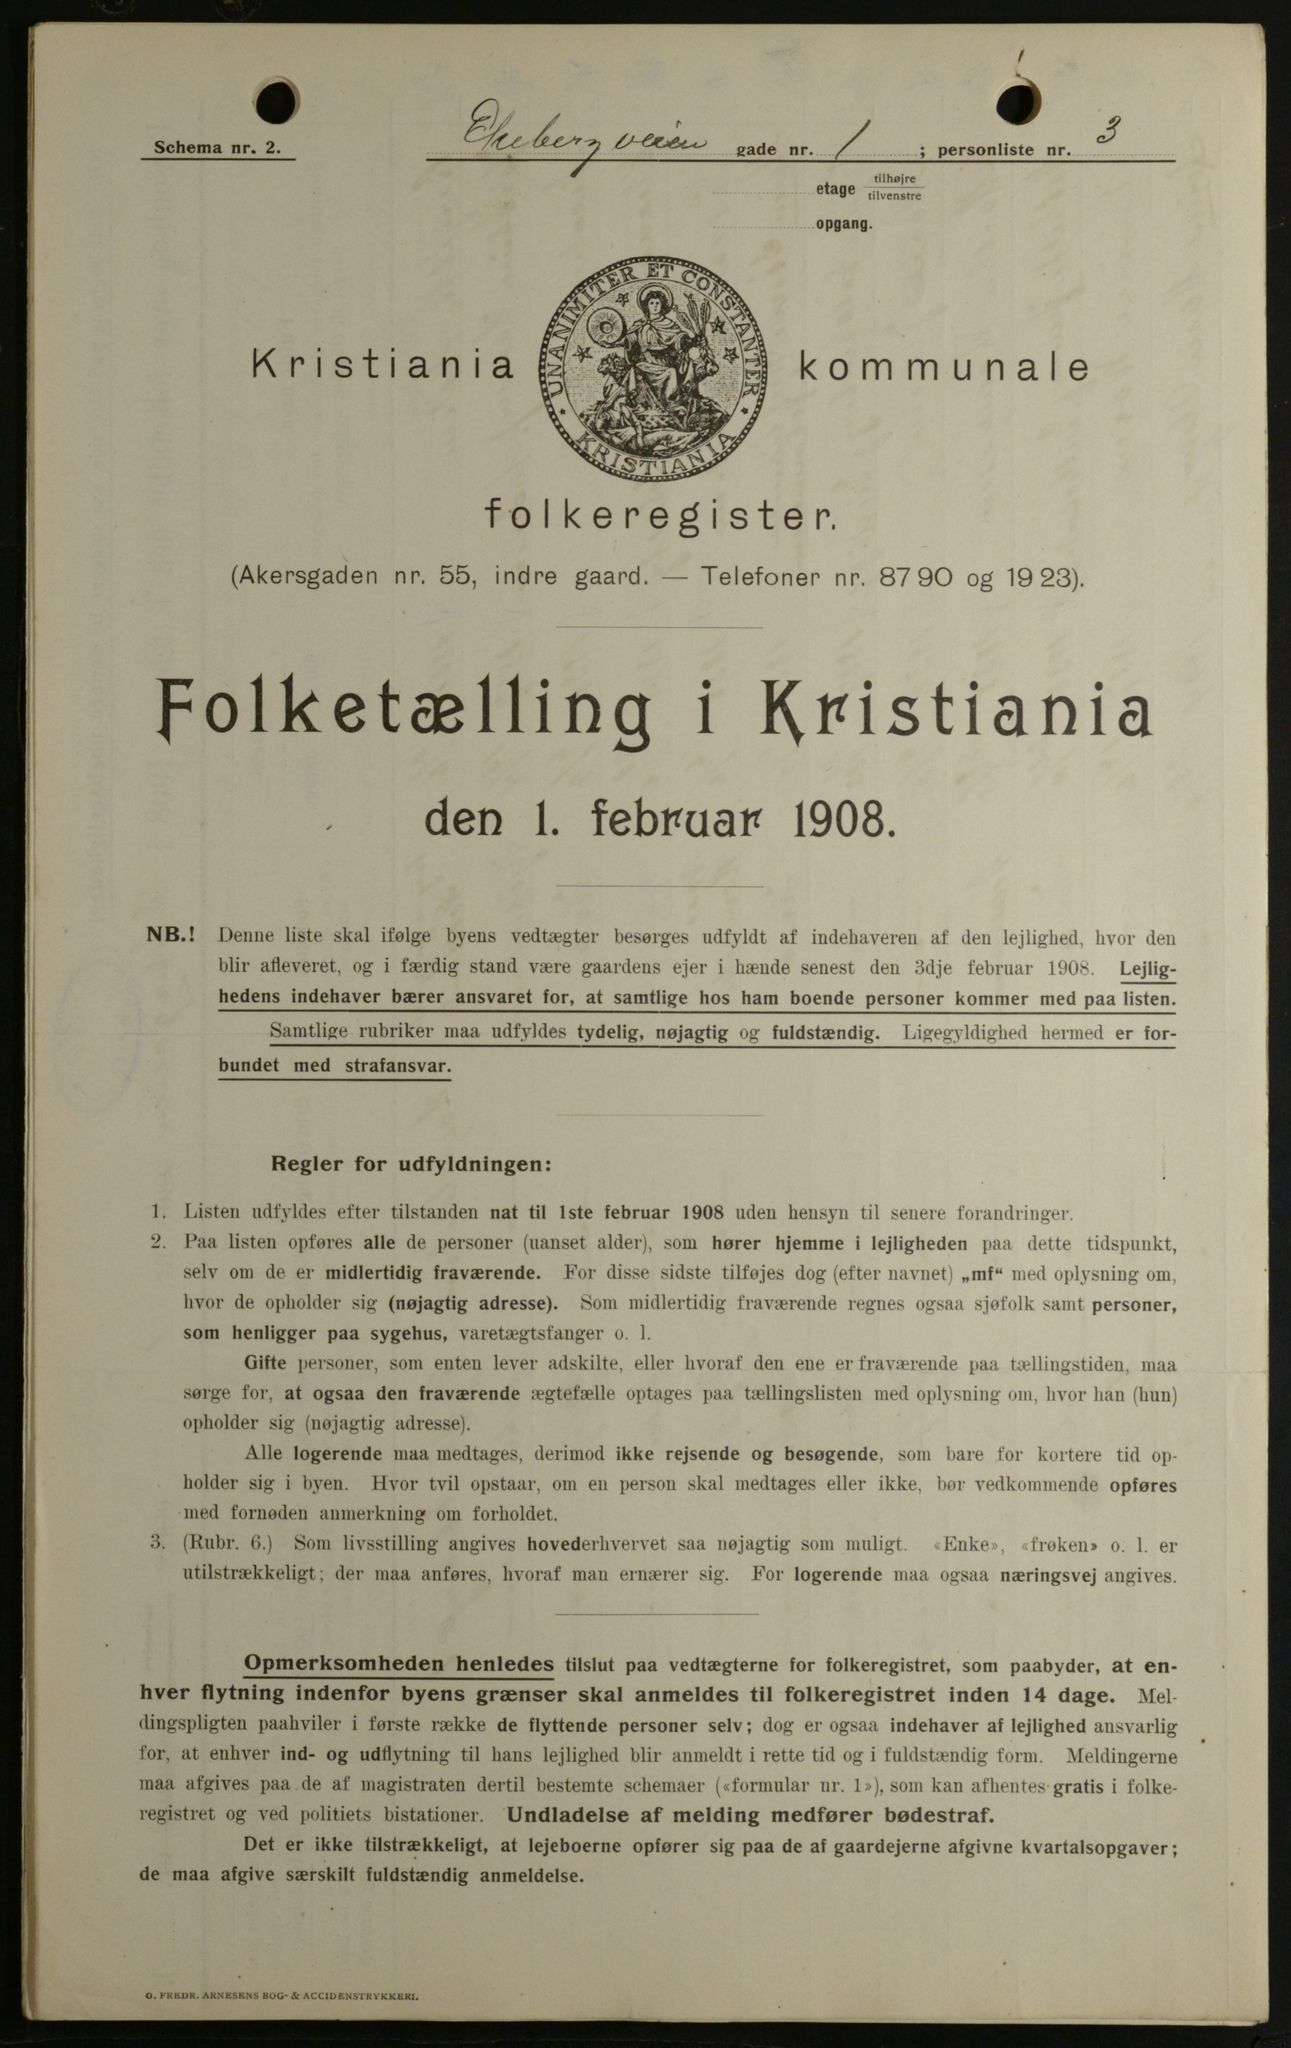 Schema nr. 2.
Ekebergveien gade nr. 1 ; personliste nr. 3
etage tilhøjre
tilvenstre
opgang.
UNANIMITER ET CONSTANTER
KRISTIANIA
Kristiania kommunale
folkeregister.
(Akersgaden nr. 55, indre gaard. — Telefoner nr. 87 90 og 19 23).
Folketælling i Kristiania
den 1. februar 1908.
NB.! Denne liste skal ifølge byens vedtægter besørges udfyldt af indehaveren af den lejlighed, hvor den
blir afleveret, og i færdig stand være gaardens ejer i hænde senest den 3dje februar 1908. Lejlig-
hedens indehaver bærer ansvaret for, at samtlige hos ham boende personer kommer med paa listen.
Samtlige rubriker maa udfyldes tydelig, nøjagtig og fuldstændig. Ligegyldighed hermed er for-
bundet med strafansvar.
Regler for udfyldningen:
1. Listen udfyldes efter tilstanden nat til 1ste februar 1908 uden hensyn til senere forandringer.
2. Paa listen opføres alle de personer (uanset alder), som hører hjemme i lejligheden paa dette tidspunkt,
selv om de er midlertidig fraværende. For disse sidste tilføjes dog (efter navnet) „mf“ med oplysning om,
hvor de opholder sig (nøjagtig adresse). Som midlertidig fraværende regnes ogsaa sjøfolk samt personer,
som henligger paa sygehus, varetægtsfanger o. l.
Gifte personer, som enten lever adskilte, eller hvoraf den ene er fraværende paa tællingstiden, maa
sørge for, at ogsaa den fraværende ægtefælle optages paa tællingslisten med oplysning om, hvor han (hun)
opholder sig (nøjagtig adresse).
Alle logerende maa medtages, derimod ikke rejsende og besøgende, som bare for kortere tid op-
holder sig i byen. Hvor tvil opstaar, om en person skal medtages eller ikke, bør vedkommende opføres
med fornøden anmerkning om forholdet.
3. (Rubr. 6.) Som livsstilling angives hovederhvervet saa nøjagtig som muligt. «Enke», «frøken» o. l. er
utilstrækkeligt; der maa anføres, hvoraf man ernærer sig. For logerende maa ogsaa næringsvej angives.
Opmerksomheden henledes tilslut paa vedtægterne for folkeregistret, som paabyder, at en-
hver flytning indenfor byens grænser skal anmeldes til folkeregistret inden 14 dage. Mel-
dingspligten paahviler i første række de flyttende personer selv; dog er ogsaa indehaver af lejlighed ansvarlig
for, at enhver ind- og udflytning til hans lejlighed blir anmeldt i rette tid og i fuldstændig form. Meldingerne
maa afgives paa de af magistraten dertil bestemte schemaer («formular nr. 1»), som kan afhentes gratis i folke-
registret og ved politiets bistationer. Undladelse af melding medfører bødestraf.
Det er ikke tilstrækkeligt, at lejeboerne opfører sig paa de af gaardejerne afgivne kvartalsopgaver;
de maa afgive særskilt fuldstændig anmeldelse.
O. FREDR. ARNESENS BOG- & ACCIDENSTRYKKERI.